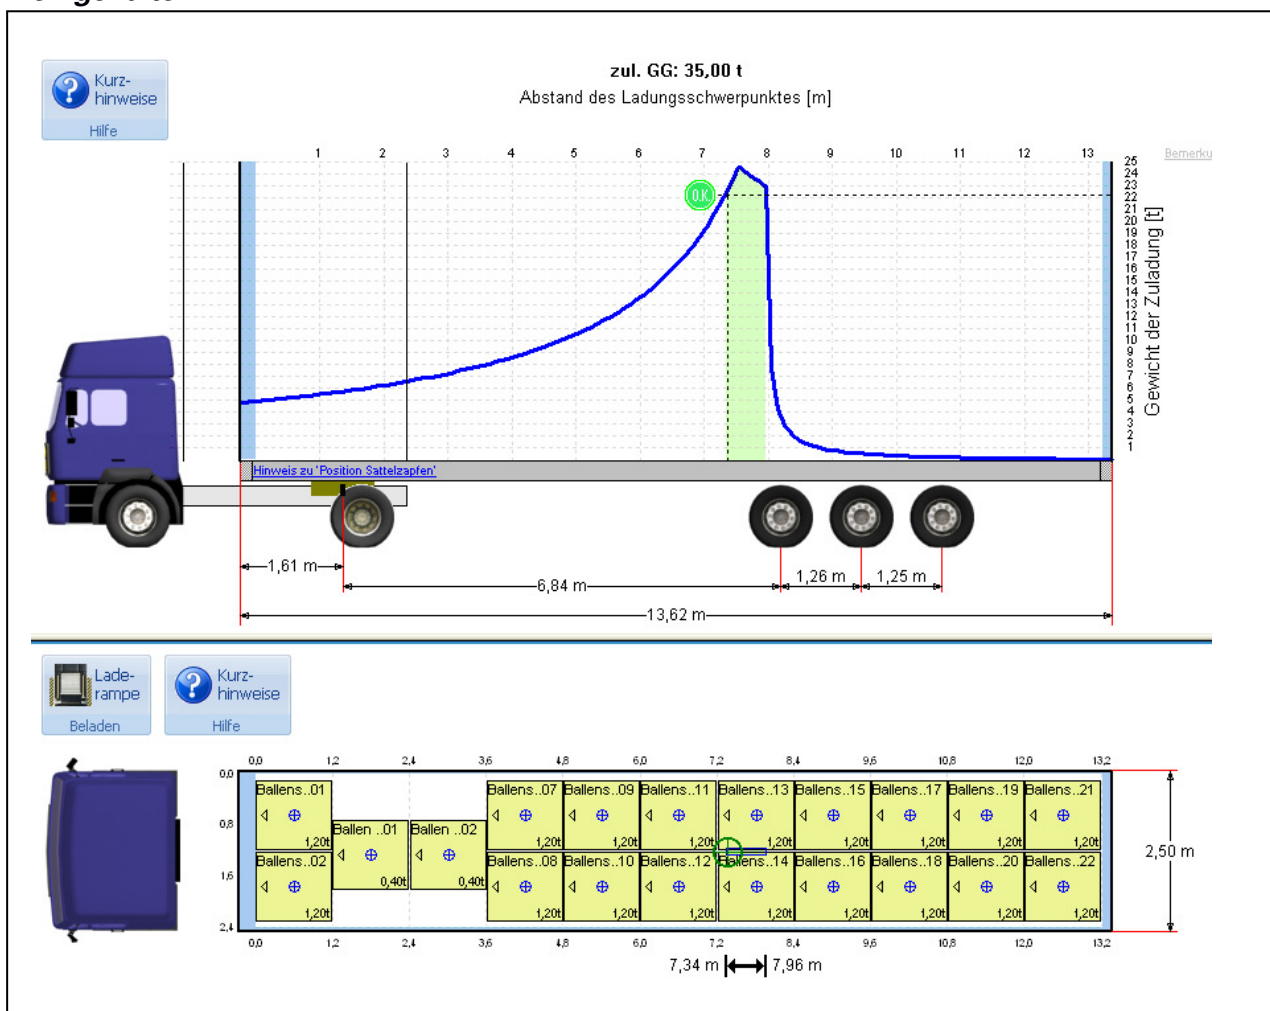 Kurz-
hinweise
Hilfe
zul. GG: 35,00 t
Abstand des Ladungsschwerpunktes [m]
1 2 3 4 5 6 7 8 9 10 11 12 13
Bemerku
25
24
23
22
21
20
19
18
17
16
15
14
13
12
11
10
9
8
7
6
5
4
3
2
1
Gewicht der Zuladung [t]
O.K.
Hinweis zu 'Position Sattelzapfen'
1,61 m
6,84 m
1,26 m
1,25 m
13,62 m
Lade-
rampe
Beladen
Kurz-
hinweise
Hilfe
0,0 1,2 2,4 3,6 4,8 6,0 7,2 8,4 9,6 10,8 12,0 13,2
0,0
0,8
1,6
2,4
Ballens..01 Ballens..07 Ballens..09 Ballens..11 Ballens..13 Ballens..15 Ballens..17 Ballens..19 Ballens..21
1,20t 1,20t 1,20t 1,20t 1,20t 1,20t 1,20t 1,20t 1,20t
Ballen ..01 Ballen ..02
0,40t 0,40t
Ballens..02 Ballens..08 Ballens..10 Ballens..12 Ballens..14 Ballens..16 Ballens..18 Ballens..20 Ballens..22
1,20t 1,20t 1,20t 1,20t 1,20t 1,20t 1,20t 1,20t 1,20t
2,50 m
0,0 1,2 2,4 3,6 4,8 6,0 7,2 8,4 9,6 10,8 12,0 13,2
7,34 m 7,96 m